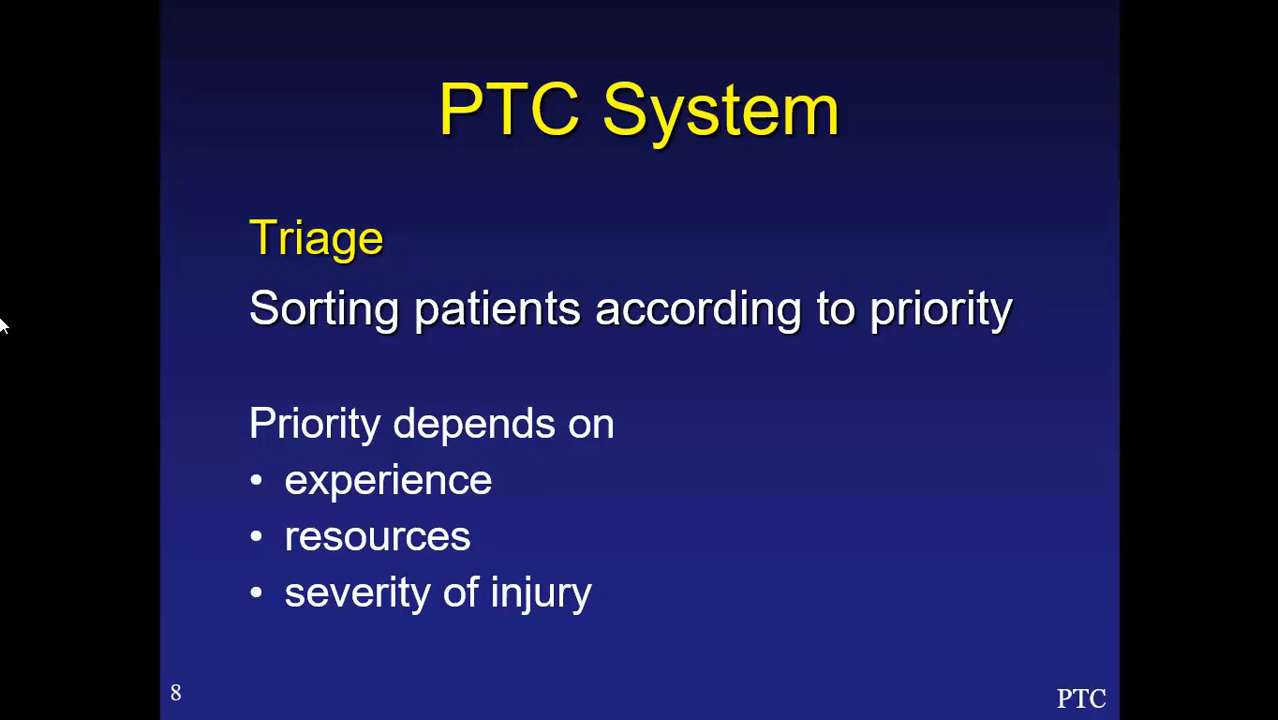 PTC System
Triage
Sorting patients according to priority
Priority depends on
• experience
• resources
• severity of injury
8
PTC